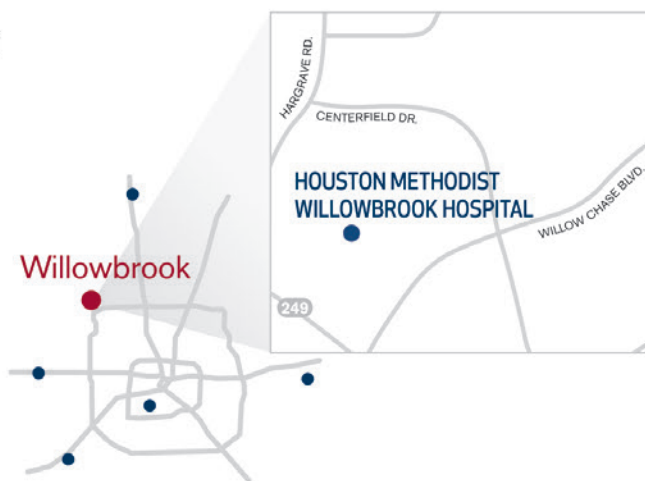 HARGRAVE RD.
CENTERFIELD DR.
HOUSTON METHODIST
WILLOWBROOK HOSPITAL
WILLOW CHASE BLVD.
Willowbrook
249